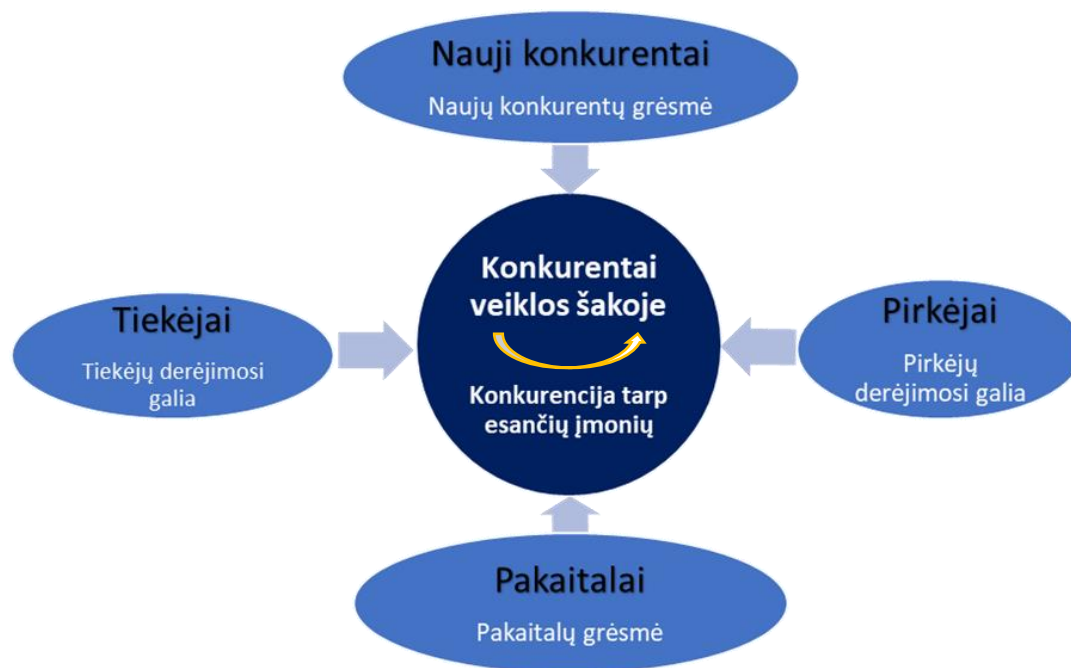 Nauji konkurentai
Naujų konkurentų grėsmė
Konkurentai
veiklos šakoje
Konkurencija tarp
esančių įmonių
Tiekėjai
Tiekėjų derėjimosi
galia
Pirkėjai
Pirkėjų
derėjimosi galia
Pakaitalai
Pakaitalų grėsmė